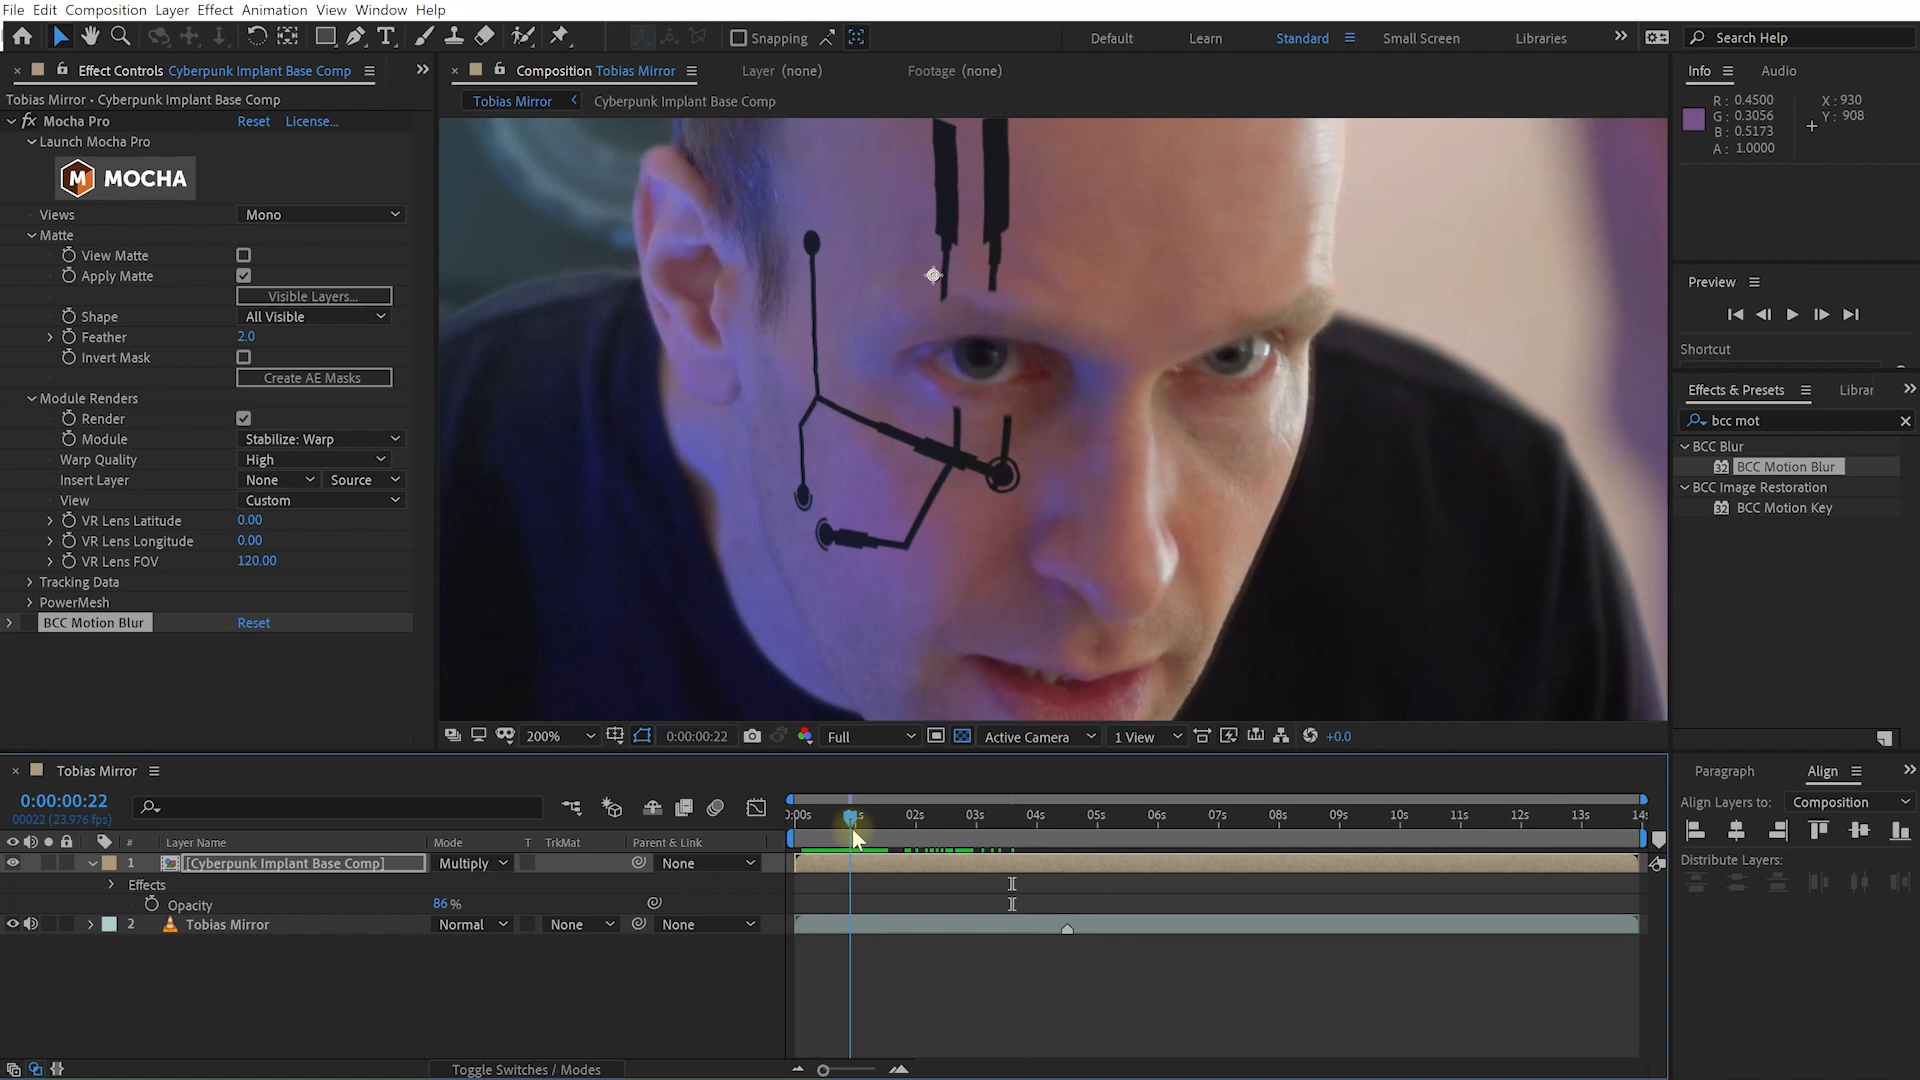 File Edit Composition Layer Effect Animation View Window Help
Snapping
Default Learn Standard Small Screen Libraries
Search Help
Effect Controls Cyberpunk Implant Base Comp
Tobias Mirror • Cyberpunk Implant Base Comp
fx Mocha Pro Reset License...
Launch Mocha Pro
M MOCHA
Views Mono
Matte
View Matte
Apply Matte
Visible Layers...
Shape All Visible
Feather 2.0
Invert Mask
Create AE Masks
Module Renders
Render
Module Stabilize: Warp
Warp Quality High
Insert Layer None Source
View Custom
VR Lens Latitude 0.00
VR Lens Longitude 0.00
VR Lens FOV 120.00
Tracking Data
PowerMesh
BCC Motion Blur Reset
Composition Tobias Mirror
Layer (none)
Footage (none)
Tobias Mirror Cyberpunk Implant Base Comp
200% 0:00:00:22 Full Active Camera 1 View +0.0
Info Audio
R: 0.4500
G: 0.3056
B: 0.5173
A: 1.0000
X: 930
Y: 908
Preview
Shortcut
Effects & Presets Librar
bcc mot
BCC Blur
32 BCC Motion Blur
BCC Image Restoration
32 BCC Motion Key
Tobias Mirror
0:00:00:22
00022 (23.976 fps)
# Layer Name Mode T TrkMat Parent & Link
1 [Cyberpunk Implant Base Comp] Multiply None
Effects
Opacity 86 %
2 Tobias Mirror Normal None None
Toggle Switches / Modes
02s 03s 04s 05s 06s 07s 08s 09s 10s 11s 12s 13s
Paragraph Align
Align Layers to: Composition
Distribute Layers: